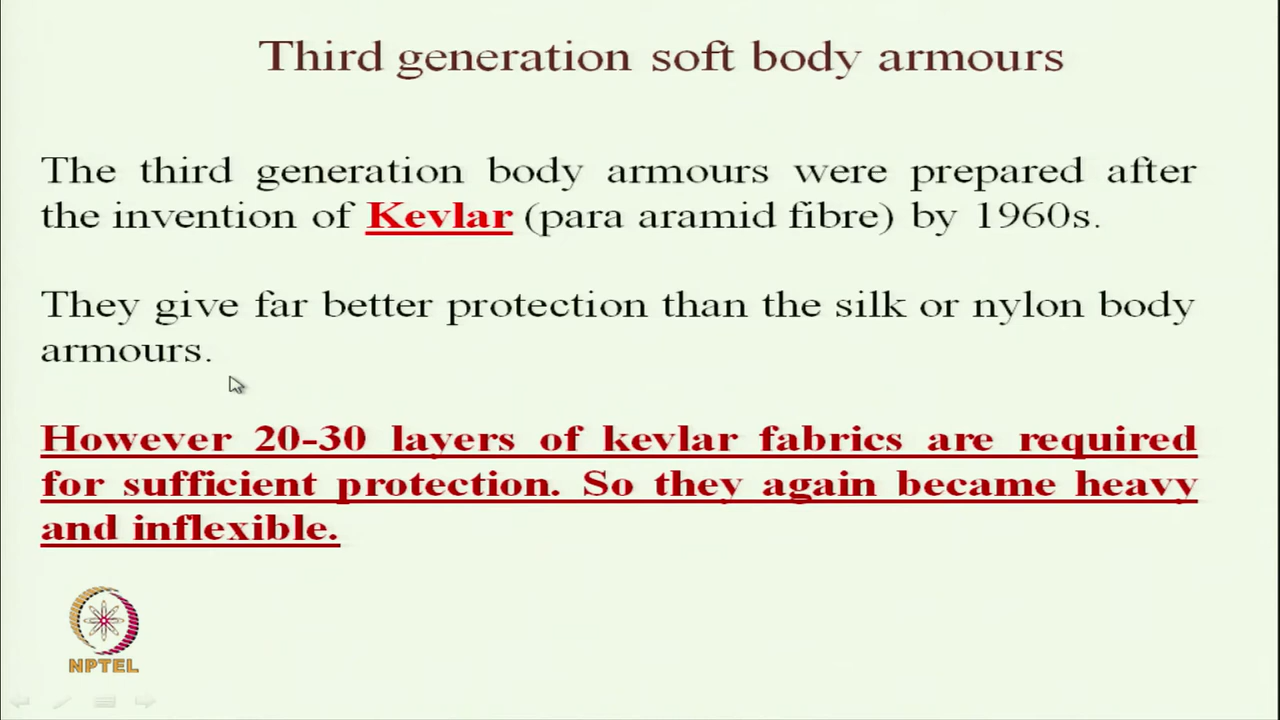 Third generation soft body armours
The third generation body armours were prepared after
the invention of Kevlar (para aramid fibre) by 1960s.
They give far better protection than the silk or nylon body
armours.
However 20-30 layers of kevlar fabrics are required
for sufficient protection. So they again became heavy
and inflexible.
NPTEL